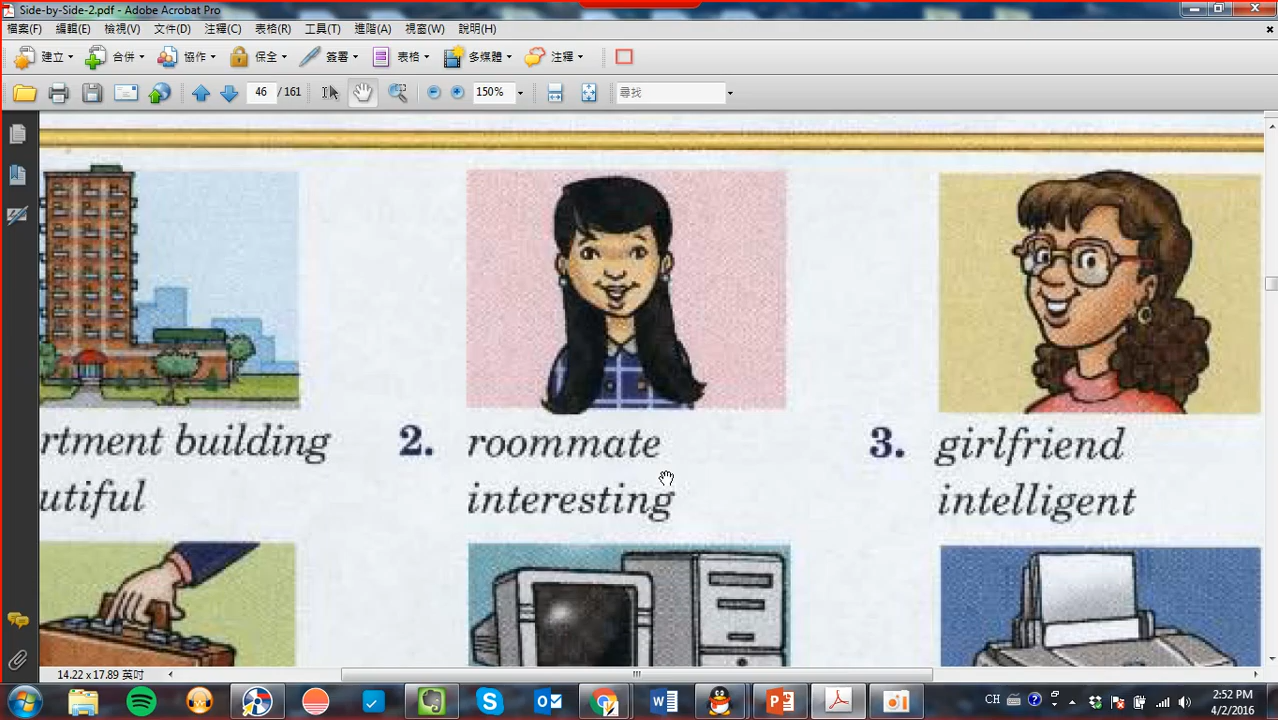 Side-by-Side-2.pdf - Adobe Acrobat Pro
檔案(F) 編輯(E) 檢視(V) 文件(D) 注釋(C) 表格(R) 工具(T) 進階(A) 視窗(W) 說明(H)
建立 合併 協作 保全 簽署 表格 多媒體 注釋
46 / 161 150% 尋找
rtment building
utiful
2. roommate
interesting
3. girlfriend
intelligent
14.22 x 17.89 英吋
CH 2:52 PM
4/2/2016